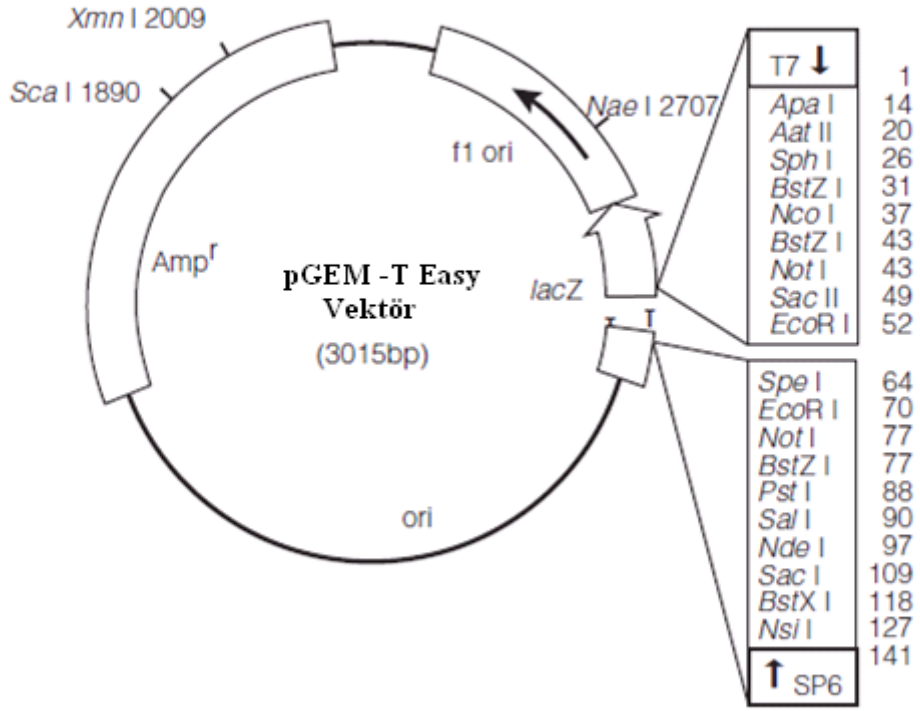 Xmn I 2009
Sca I 1890
Nae I 2707
f1 ori
Ampr
pGEM -T Easy
Vektör
(3015bp)
lacZ
T T
ori
T7 ↓
1
Apa I 14
Aat II 20
Sph I 26
BstZ I 31
Nco I 37
BstZ I 43
Not I 43
Sac II 49
EcoR I 52
Spe I 64
EcoR I 70
Not I 77
BstZ I 77
Pst I 88
Sal I 90
Nde I 97
Sac I 109
BstX I 118
Nsi I 127
141
↑ SP6